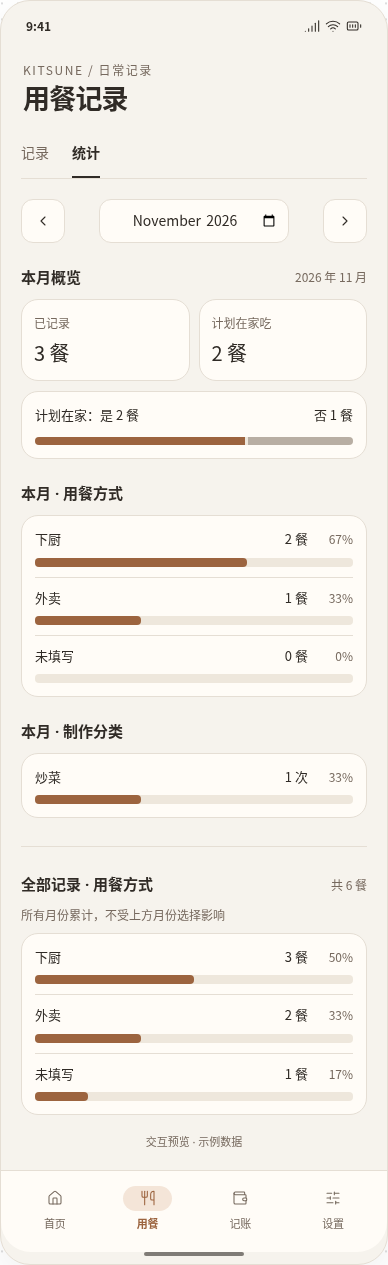 9:41
KITSUNE / 日常记录
用餐记录
记录 统计
November 2026
本月概览 2026 年 11 月
已记录 计划在家吃
3 餐 2 餐
计划在家：是 2 餐 否 1 餐
本月 · 用餐方式
下厨 2 餐 67%
外卖 1 餐 33%
未填写 0 餐 0%
本月 · 制作分类
炒菜 1 次 33%
全部记录 · 用餐方式 共 6 餐
所有月份累计，不受上方月份选择影响
下厨 3 餐 50%
外卖 2 餐 33%
未填写 1 餐 17%
交互预览 · 示例数据
首页 用餐 记账 设置